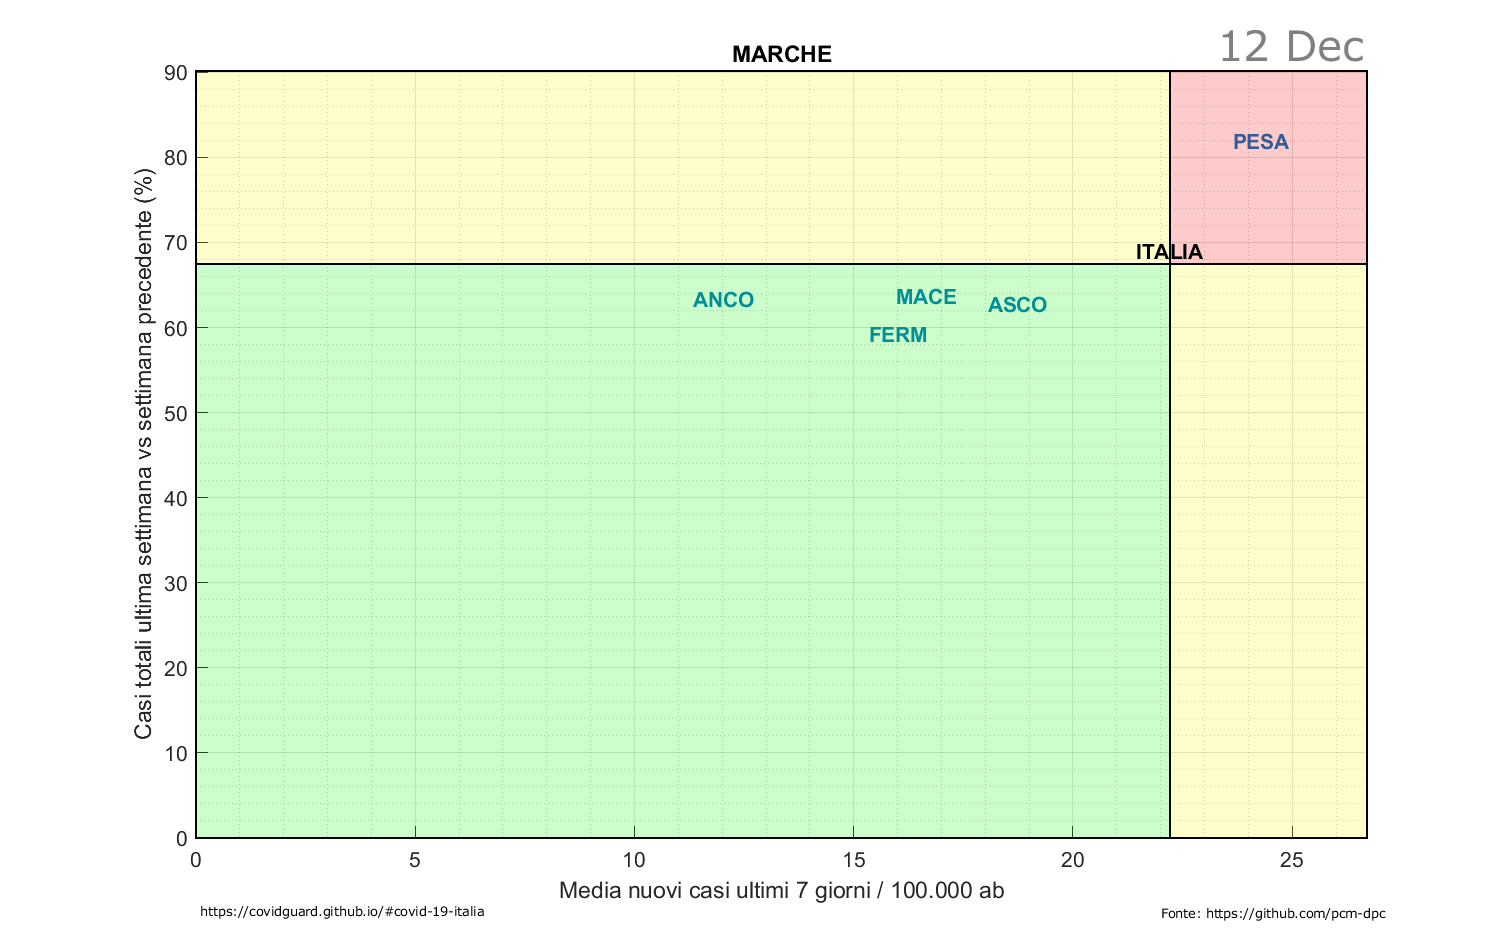 MARCHE
12 Dec
90
80
70
60
50
40
30
20
10
0
Casi totali ultima settimana vs settimana precedente (%)
PESA
ITALIA
ANCO
MACE
ASCO
FERM
0 5 10 15 20 25
Media nuovi casi ultimi 7 giorni / 100.000 ab
https://covidguard.github.io/#covid-19-italia
Fonte: https://github.com/pcm-dpc